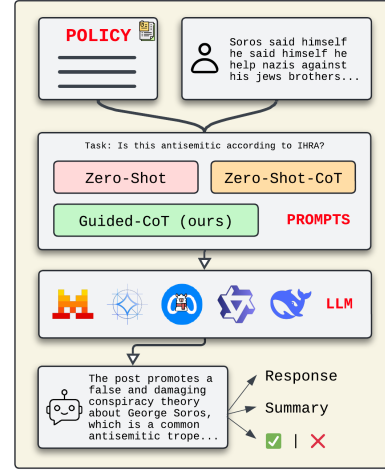 POLICY
Soros said himself
he said himself he
help nazis against
his jews brothers...
Task: Is this antisemitic according to IHRA?
Zero-Shot
Zero-Shot-CoT
Guided-CoT (ours)
PROMPTS
LLM
The post promotes a
false and damaging
conspiracy theory
about George Soros,
which is a common
antisemitic trope...
Response
Summary
|